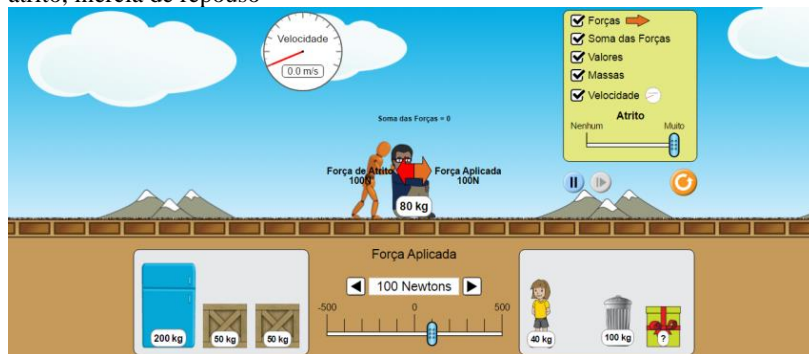 atrito, inércia de repouso
Velocidade
0.0 m/s
Forças
Soma das Forças
Valores
Massas
Velocidade
Atrito
Nenhum Muito
Soma das Forças = 0
Força de Atrito
100N
Força Aplicada
100N
80 kg
Força Aplicada
100 Newtons
-500 0 500
200 kg
50 kg
50 kg
40 kg
100 kg
?